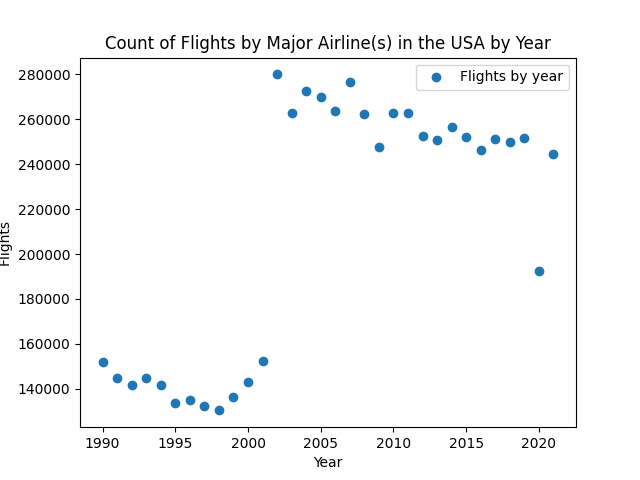 Count of Flights by Major Airline(s) in the USA by Year
Flights by year
280000
260000
240000
220000
200000
180000
160000
140000
Flights
1990 1995 2000 2005 2010 2015 2020
Year